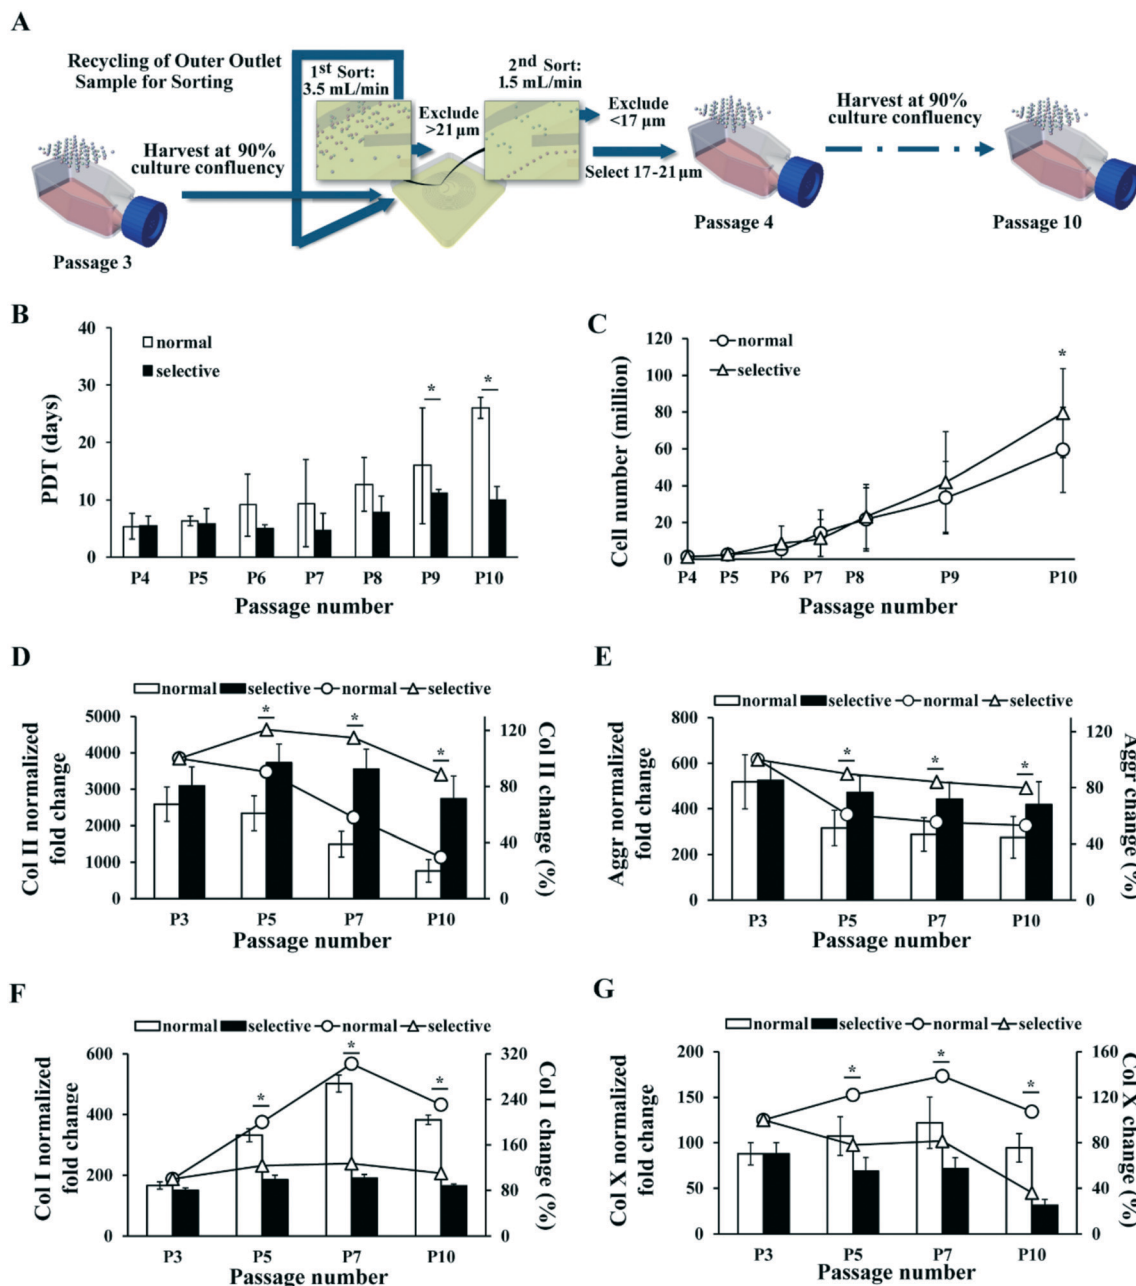 A
Recycling of Outer Outlet
Sample for Sorting
1st Sort:
3.5 mL/min
2nd Sort:
1.5 mL/min
Exclude
>21 μm
Exclude
<17 μm
Harvest at 90%
culture confluency
Select 17-21 μm
Harvest at 90%
culture confluency
Passage 3
Passage 4
Passage 10
B
normal
selective
PDT (days)
40
30
20
10
0
* *
P4 P5 P6 P7 P8 P9 P10
Passage number
C
normal
selective
Cell number (million)
120
100
80
60
40
20
0
*
P4 P5 P6 P7 P8 P9 P10
Passage number
D
normal selective normal selective
Col II normalized
fold change
5000
4000
3000
2000
1000
0
* * *
120
80
40
0
Col II change (%)
P3 P5 P7 P10
Passage number
E
normal selective normal selective
Aggr normalized
fold change
800
600
400
200
0
* * *
120
80
40
0
Aggr change (%)
P3 P5 P7 P10
Passage number
F
normal selective normal selective
Col I normalized
fold change
600
400
200
0
* * *
320
240
160
80
0
Col I change (%)
P3 P5 P7 P10
Passage number
G
normal selective normal selective
Col X normalized
fold change
200
150
100
50
0
* * *
160
120
80
40
0
Col X change (%)
P3 P5 P7 P10
Passage number